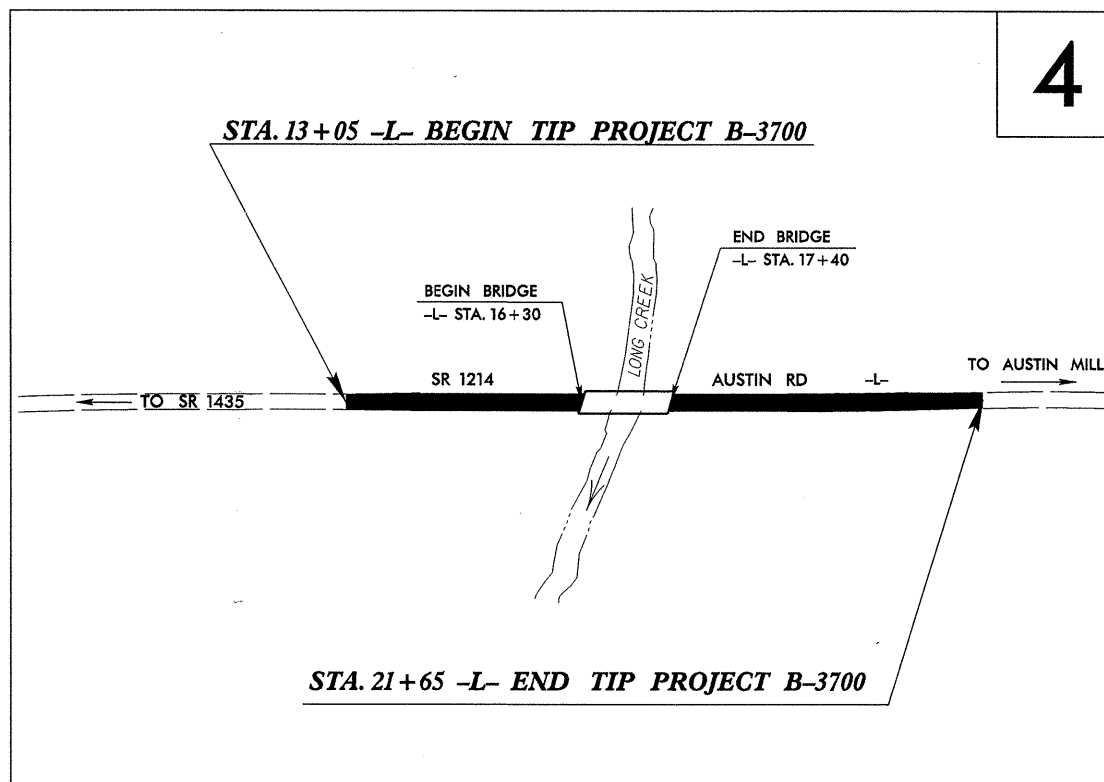 4
STA. 13+05 -L- BEGIN TIP PROJECT B-3700
END BRIDGE
-L- STA. 17+40
BEGIN BRIDGE
-L- STA. 16+30
LONG CREEK
TO SR 1435
SR 1214
AUSTIN RD
-L-
TO AUSTIN MILL
STA. 21+65 -L- END TIP PROJECT B-3700